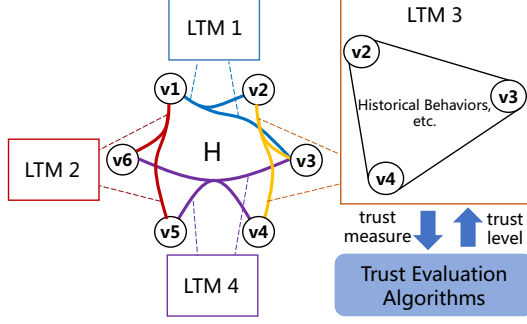 LTM 1
LTM 3
v1
v2
v2
v3
Historical Behaviors,
etc.
H
v6
v3
LTM 2
v4
v5
v4
trust
measure
trust
level
LTM 4
Trust Evaluation
Algorithms